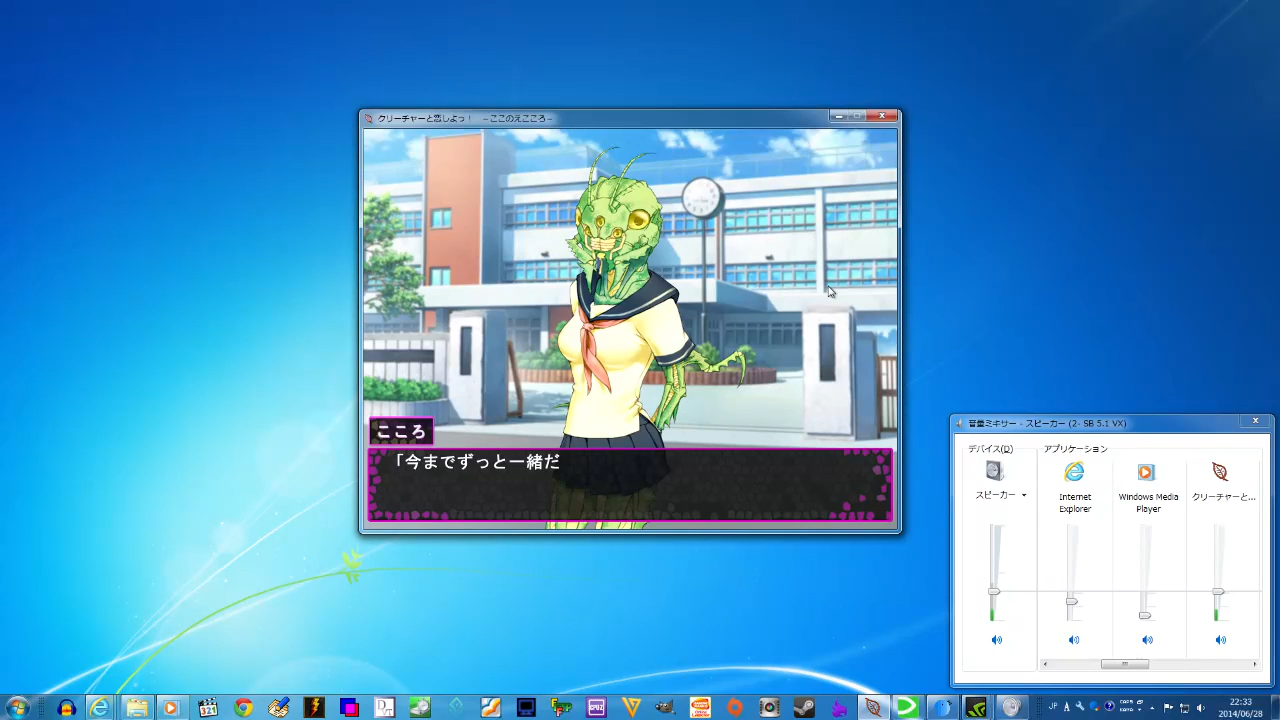 クリーチャーと恋しよっ！ －ここのえこころ－
こころ
「今までずっと一緒だ
音量ミキサー - スピーカー (2- SB 5.1 VX)
デバイス(D)
アプリケーション
スピーカー
Internet Explorer
Windows Media Player
クリーチャーと...
321
JP
22:33
2014/06/28